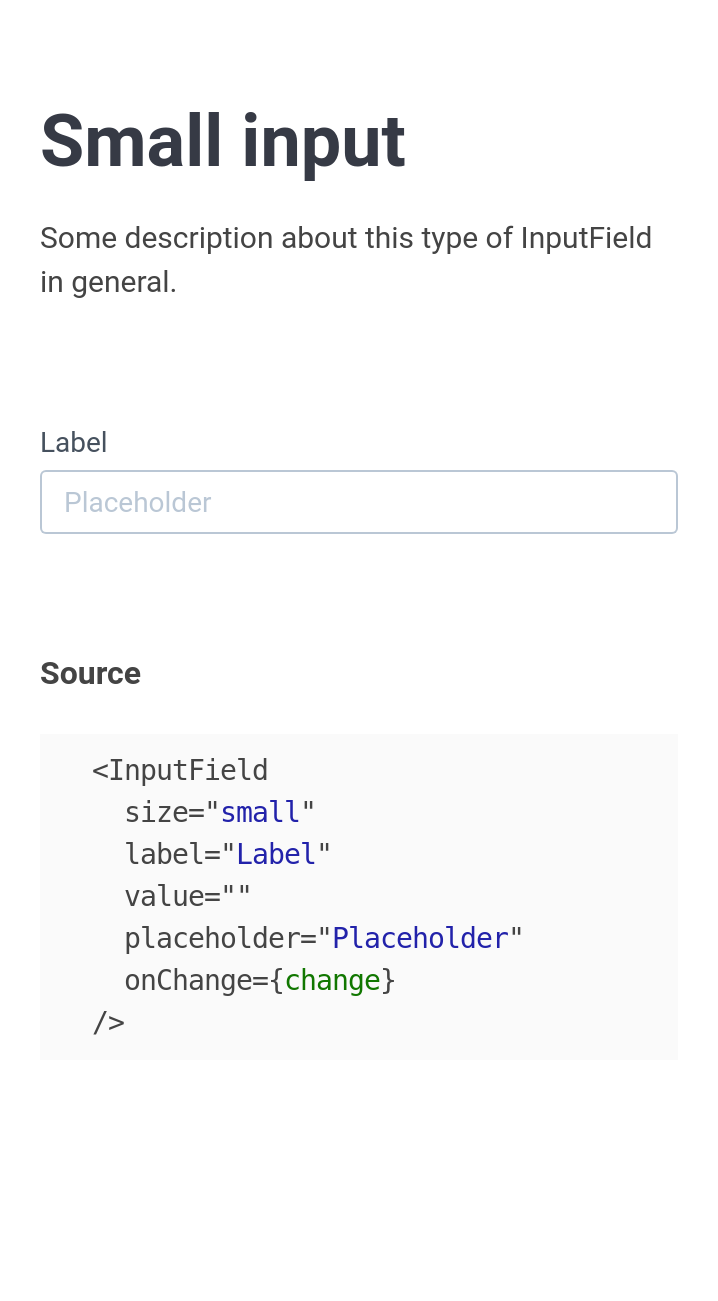 Small input
Some description about this type of InputField
in general.
Label
Placeholder
Source
<InputField
  size="small"
  label="Label"
  value=""
  placeholder="Placeholder"
  onChange={change}
/>